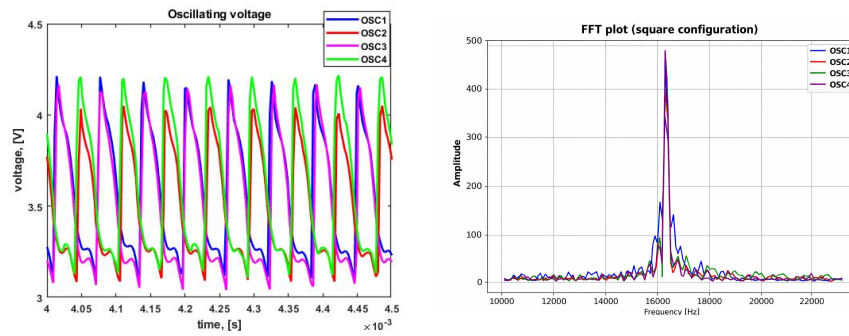 Oscillating voltage
OSC1
OSC2
OSC3
OSC4
4.5
4
3.5
3
voltage, [V]
4 4.05 4.1 4.15 4.2 4.25 4.3 4.35 4.4 4.45 4.5
time, [s]
×10⁻³
FFT plot (square configuration)
OSC1
OSC2
OSC3
OSC4
500
400
300
200
100
0
Amplitude
10000 12000 14000 16000 18000 20000 22000
Frequency [Hz]